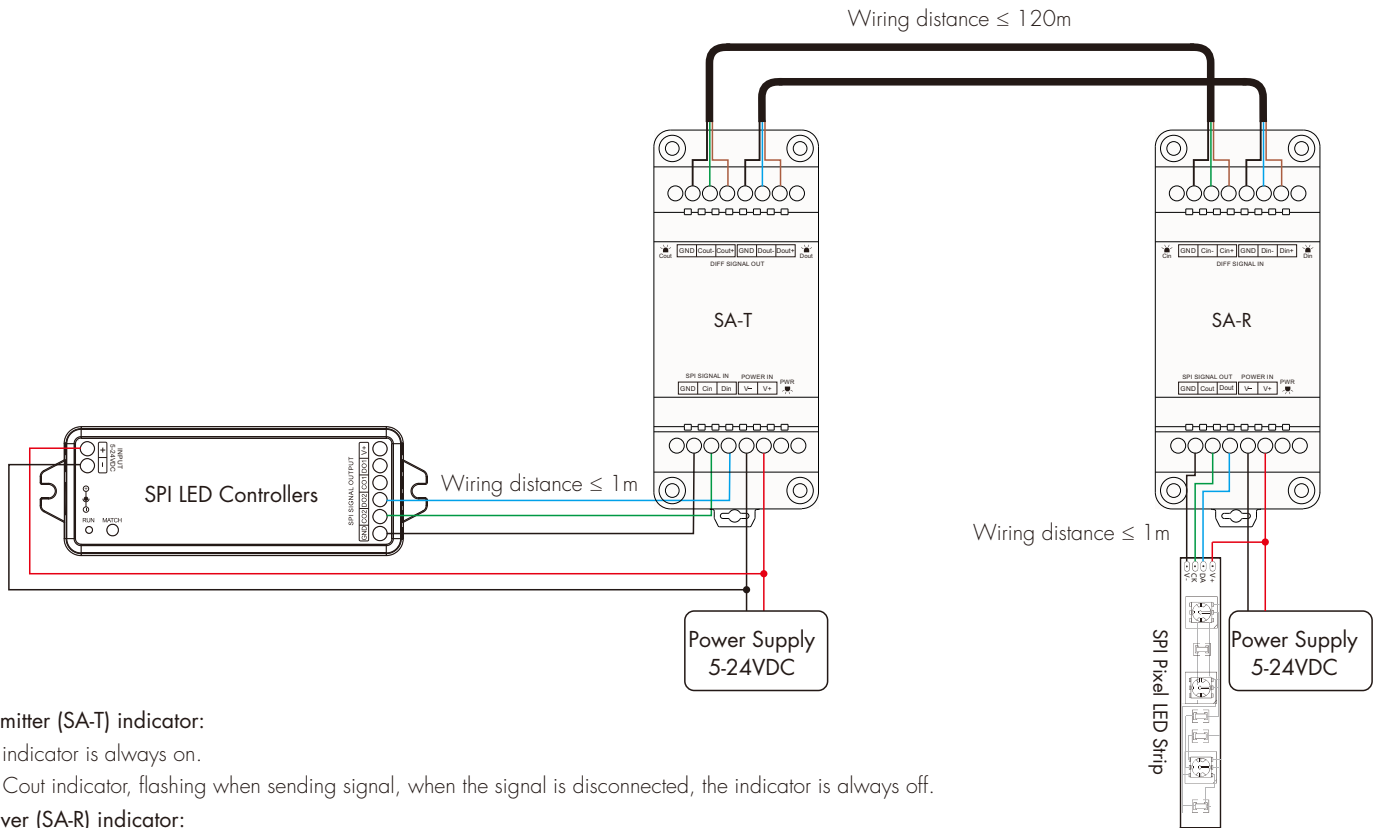 Wiring distance ≤ 120m
Cout
GND Cout- Cout+ GND Dout- Dout+
Dout
DIFF SIGNAL OUT
SA-T
SPI SIGNAL IN POWER IN
PWR
GND Cin Din V- V+
Cin
GND Cin- Cin+ GND Din- Din+
Din
DIFF SIGNAL IN
SA-R
SPI SIGNAL OUT POWER IN
PWR
GND Cout Dout V- V+
+
-
INPUT
5-24VDC
SPI LED Controllers
RUN MATCH
SPI SIGNAL OUTPUT
V+
DO1
CO1
DO2
CO2
GND
Wiring distance ≤ 1m
Wiring distance ≤ 1m
V- CK DA V+
SPI Pixel LED Strip
Power Supply
5-24VDC
Power Supply
5-24VDC
mitter (SA-T) indicator:
indicator is always on.
Cout indicator, flashing when sending signal, when the signal is disconnected, the indicator is always off.
ver (SA-R) indicator: